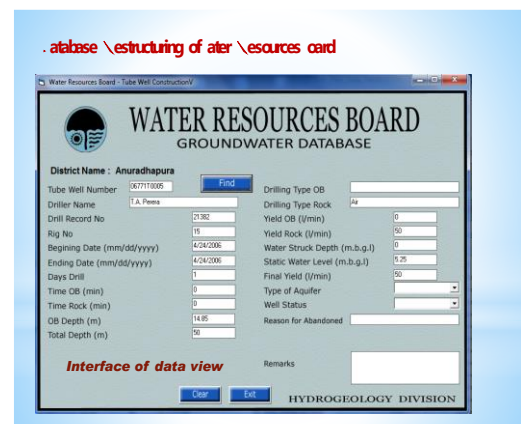 . atabase \estructuring of ater \esources oard
Water Resources Board - Tube Well ConstructionV
WATER RESOURCES BOARD
GROUNDWATER DATABASE
District Name : Anuradhapura
Tube Well Number 06771T0005 Find
Driller Name T.A. Perera
Drill Record No 21382
Rig No 15
Begining Date (mm/dd/yyyy) 4/24/2006
Ending Date (mm/dd/yyyy) 4/24/2006
Days Drill 1
Time OB (min) 0
Time Rock (min) 0
OB Depth (m) 14.85
Total Depth (m) 50
Drilling Type OB
Drilling Type Rock Air
Yield OB (l/min) 0
Yield Rock (l/min) 50
Water Struck Depth (m.b.g.l) 0
Static Water Level (m.b.g.l) 5.25
Final Yield (l/min) 50
Type of Aquifer
Well Status
Reason for Abandoned
Interface of data view
Remarks
Clear Exit
HYDROGEOLOGY DIVISION